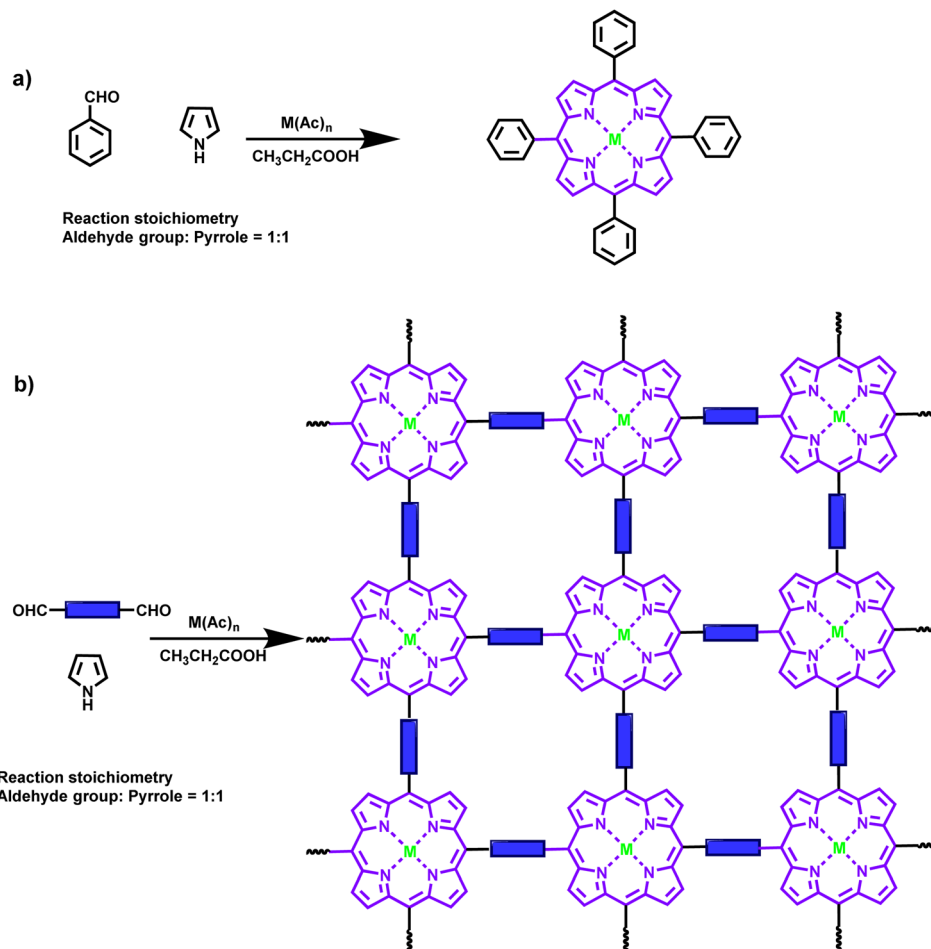 a)
CHO
N
H
M(Ac)n
CH3CH2COOH
N N
M
N N
Reaction stoichiometry
Aldehyde group: Pyrrole = 1:1
b)
N N N N N N
M M M
N N N N N N
OHC CHO
N
H
M(Ac)n
CH3CH2COOH
N N N N N N
M M M
N N N N N N
Reaction stoichiometry
Aldehyde group: Pyrrole = 1:1
N N N N N N
M M M
N N N N N N